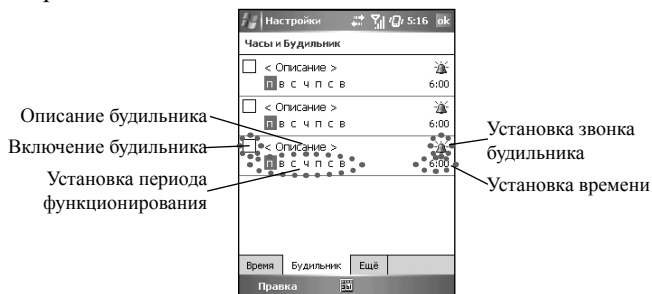 Настройки 5:16 ok
Часы и Будильник
< Описание >
П В С Ч П С В 6:00
< Описание >
П В С Ч П С В 6:00
< Описание >
П В С Ч П С В 6:00
Описание будильника
Включение будильника
Установка периода
функционирования
Установка звонка
будильника
Установка времени
Время Будильник Ещё
Правка